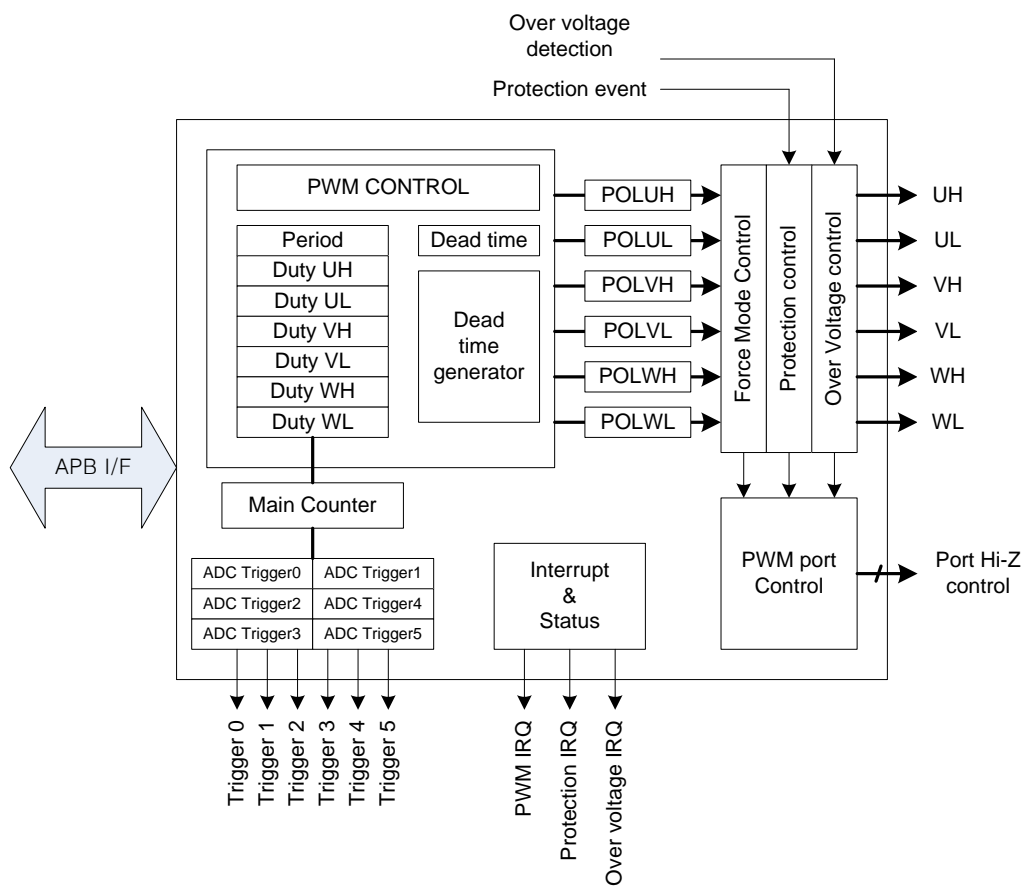 Over voltage
detection
Protection event
PWM CONTROL
Period
Duty UH
Duty UL
Duty VH
Duty VL
Duty WH
Duty WL
Dead time
Dead
time
generator
POLUH
POLUL
POLVH
POLVL
POLWH
POLWL
Force Mode Control
Protection control
Over Voltage control
UH
UL
VH
VL
WH
WL
APB I/F
Main Counter
ADC Trigger0
ADC Trigger1
ADC Trigger2
ADC Trigger4
ADC Trigger3
ADC Trigger5
Interrupt
&
Status
PWM port
Control
Port Hi-Z
control
Trigger 0
Trigger 1
Trigger 2
Trigger 3
Trigger 4
Trigger 5
PWM IRQ
Protection IRQ
Over voltage IRQ